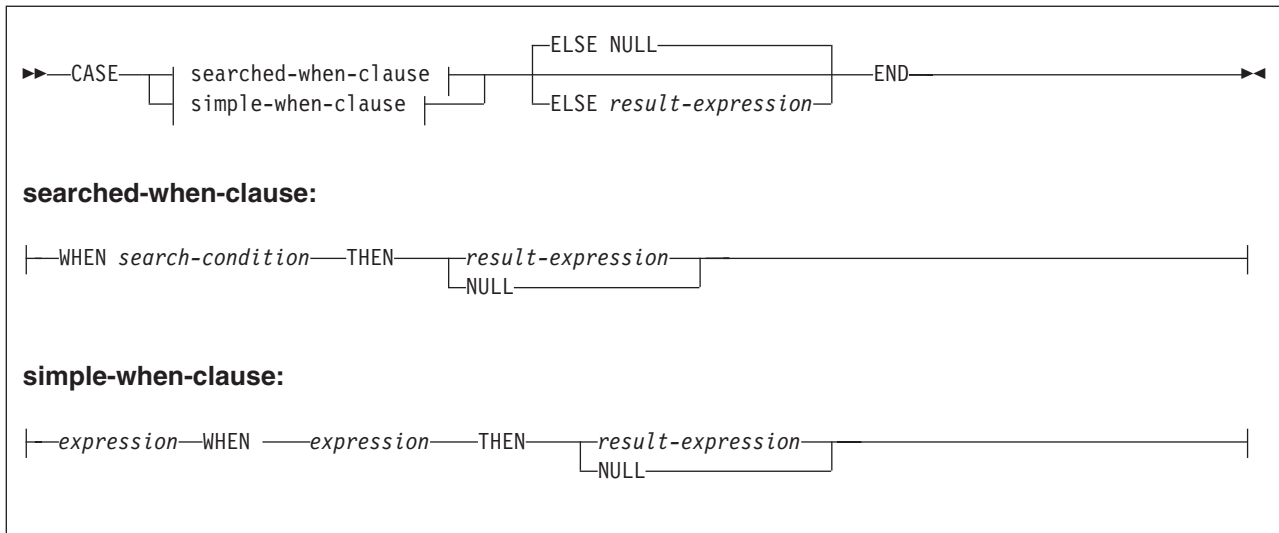 ELSE NULL
CASE searched-when-clause END
simple-when-clause ELSE result-expression
searched-when-clause:
WHEN search-condition THEN result-expression
NULL
simple-when-clause:
expression WHEN expression THEN result-expression
NULL